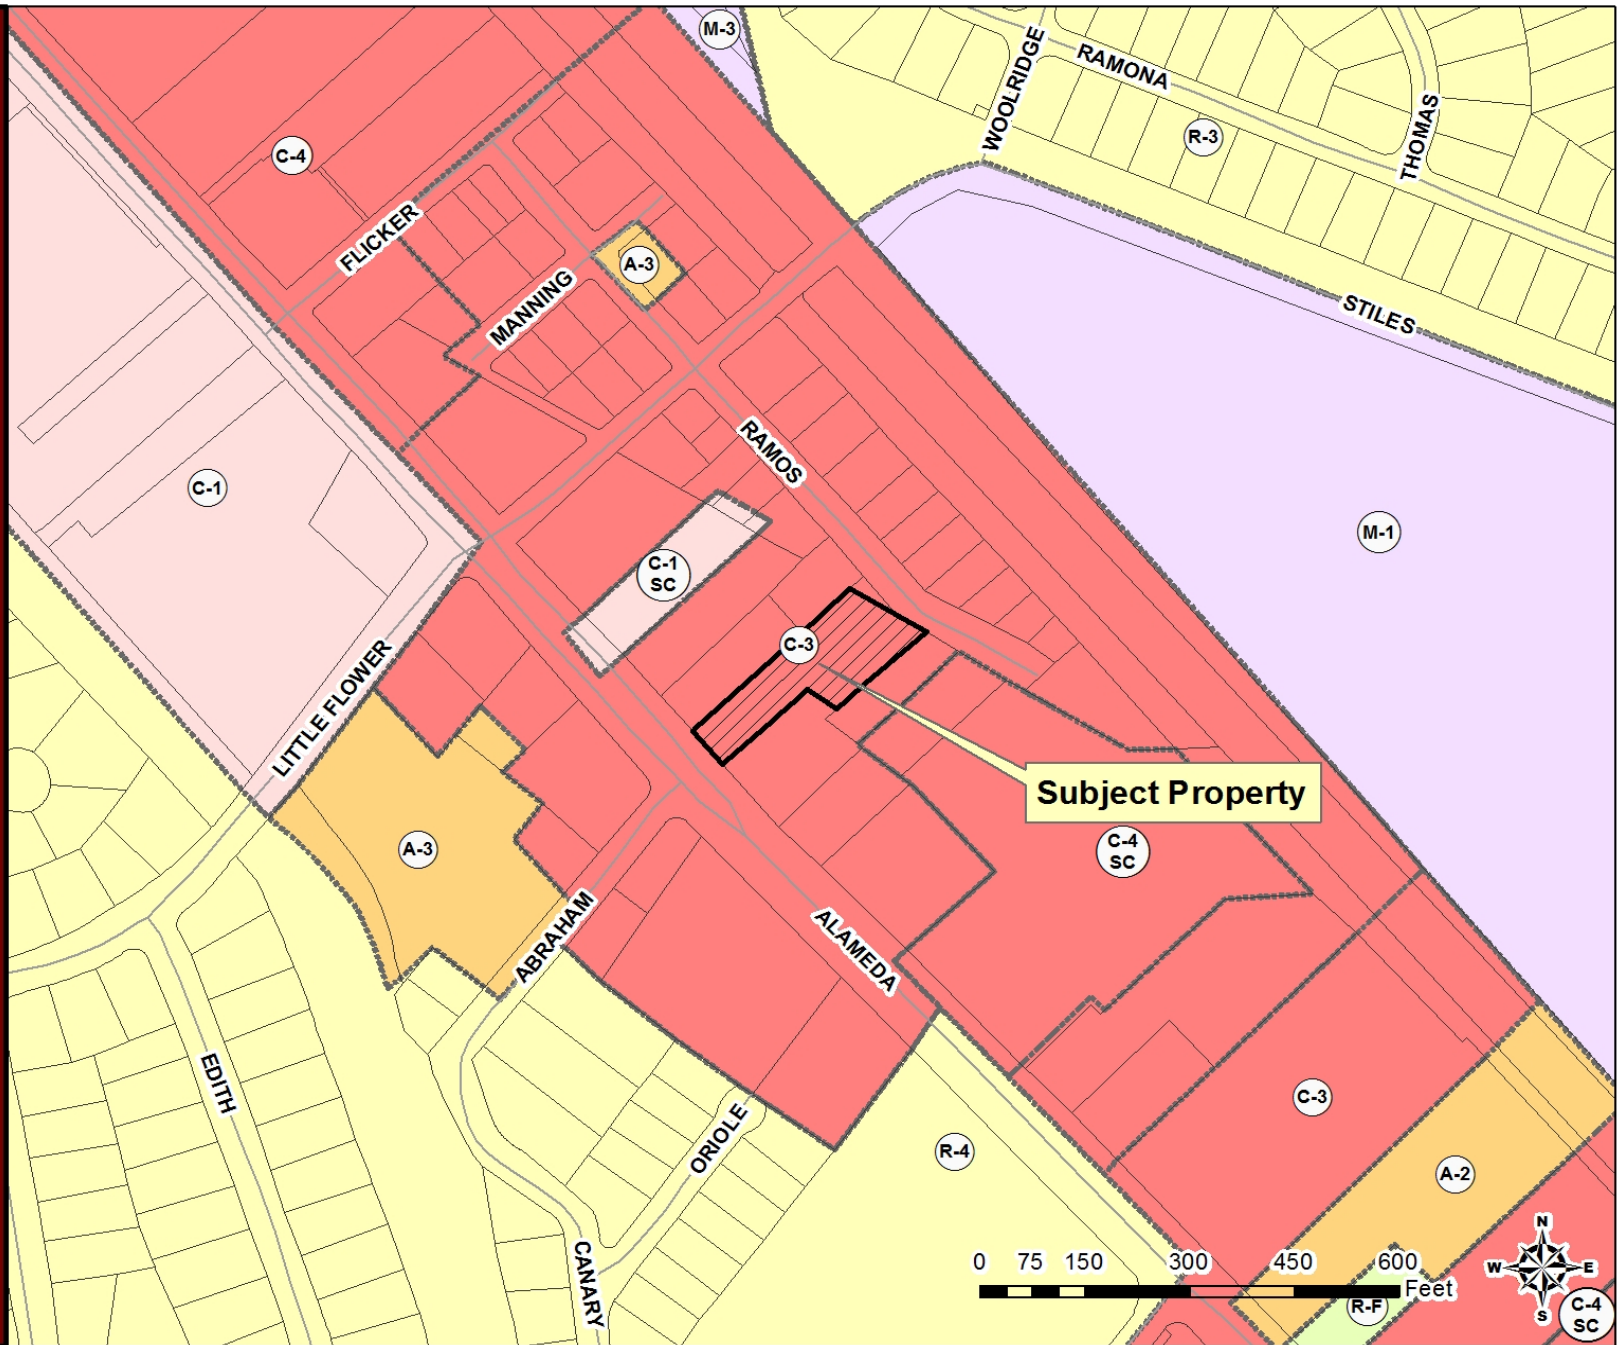 M-3
WOOLRIDGE
RAMONA
THOMAS
R-3
C-4
FLICKER
A-3
MANNING
STILES
RAMOS
C-1
M-1
C-1
SC
C-3
LITTLE FLOWER
Subject Property
A-3
C-4
SC
ABRAHAM
ALAMEDA
EDITH
ORIOLE
R-4
C-3
A-2
CANARY
0 75 150 300 450 600
Feet
N
W E
S
R-F
C-4
SC